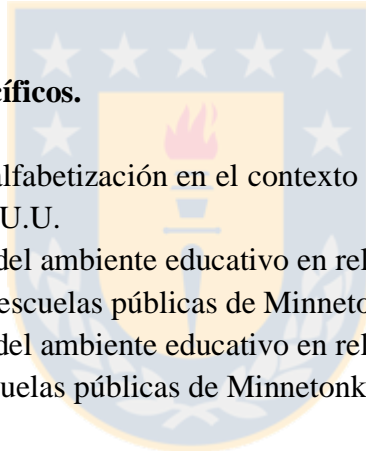 íficos.
lfabetización en el contexto
U.U.
del ambiente educativo en rel
escuelas públicas de Minneto
del ambiente educativo en rel
uelas públicas de Minnetonk